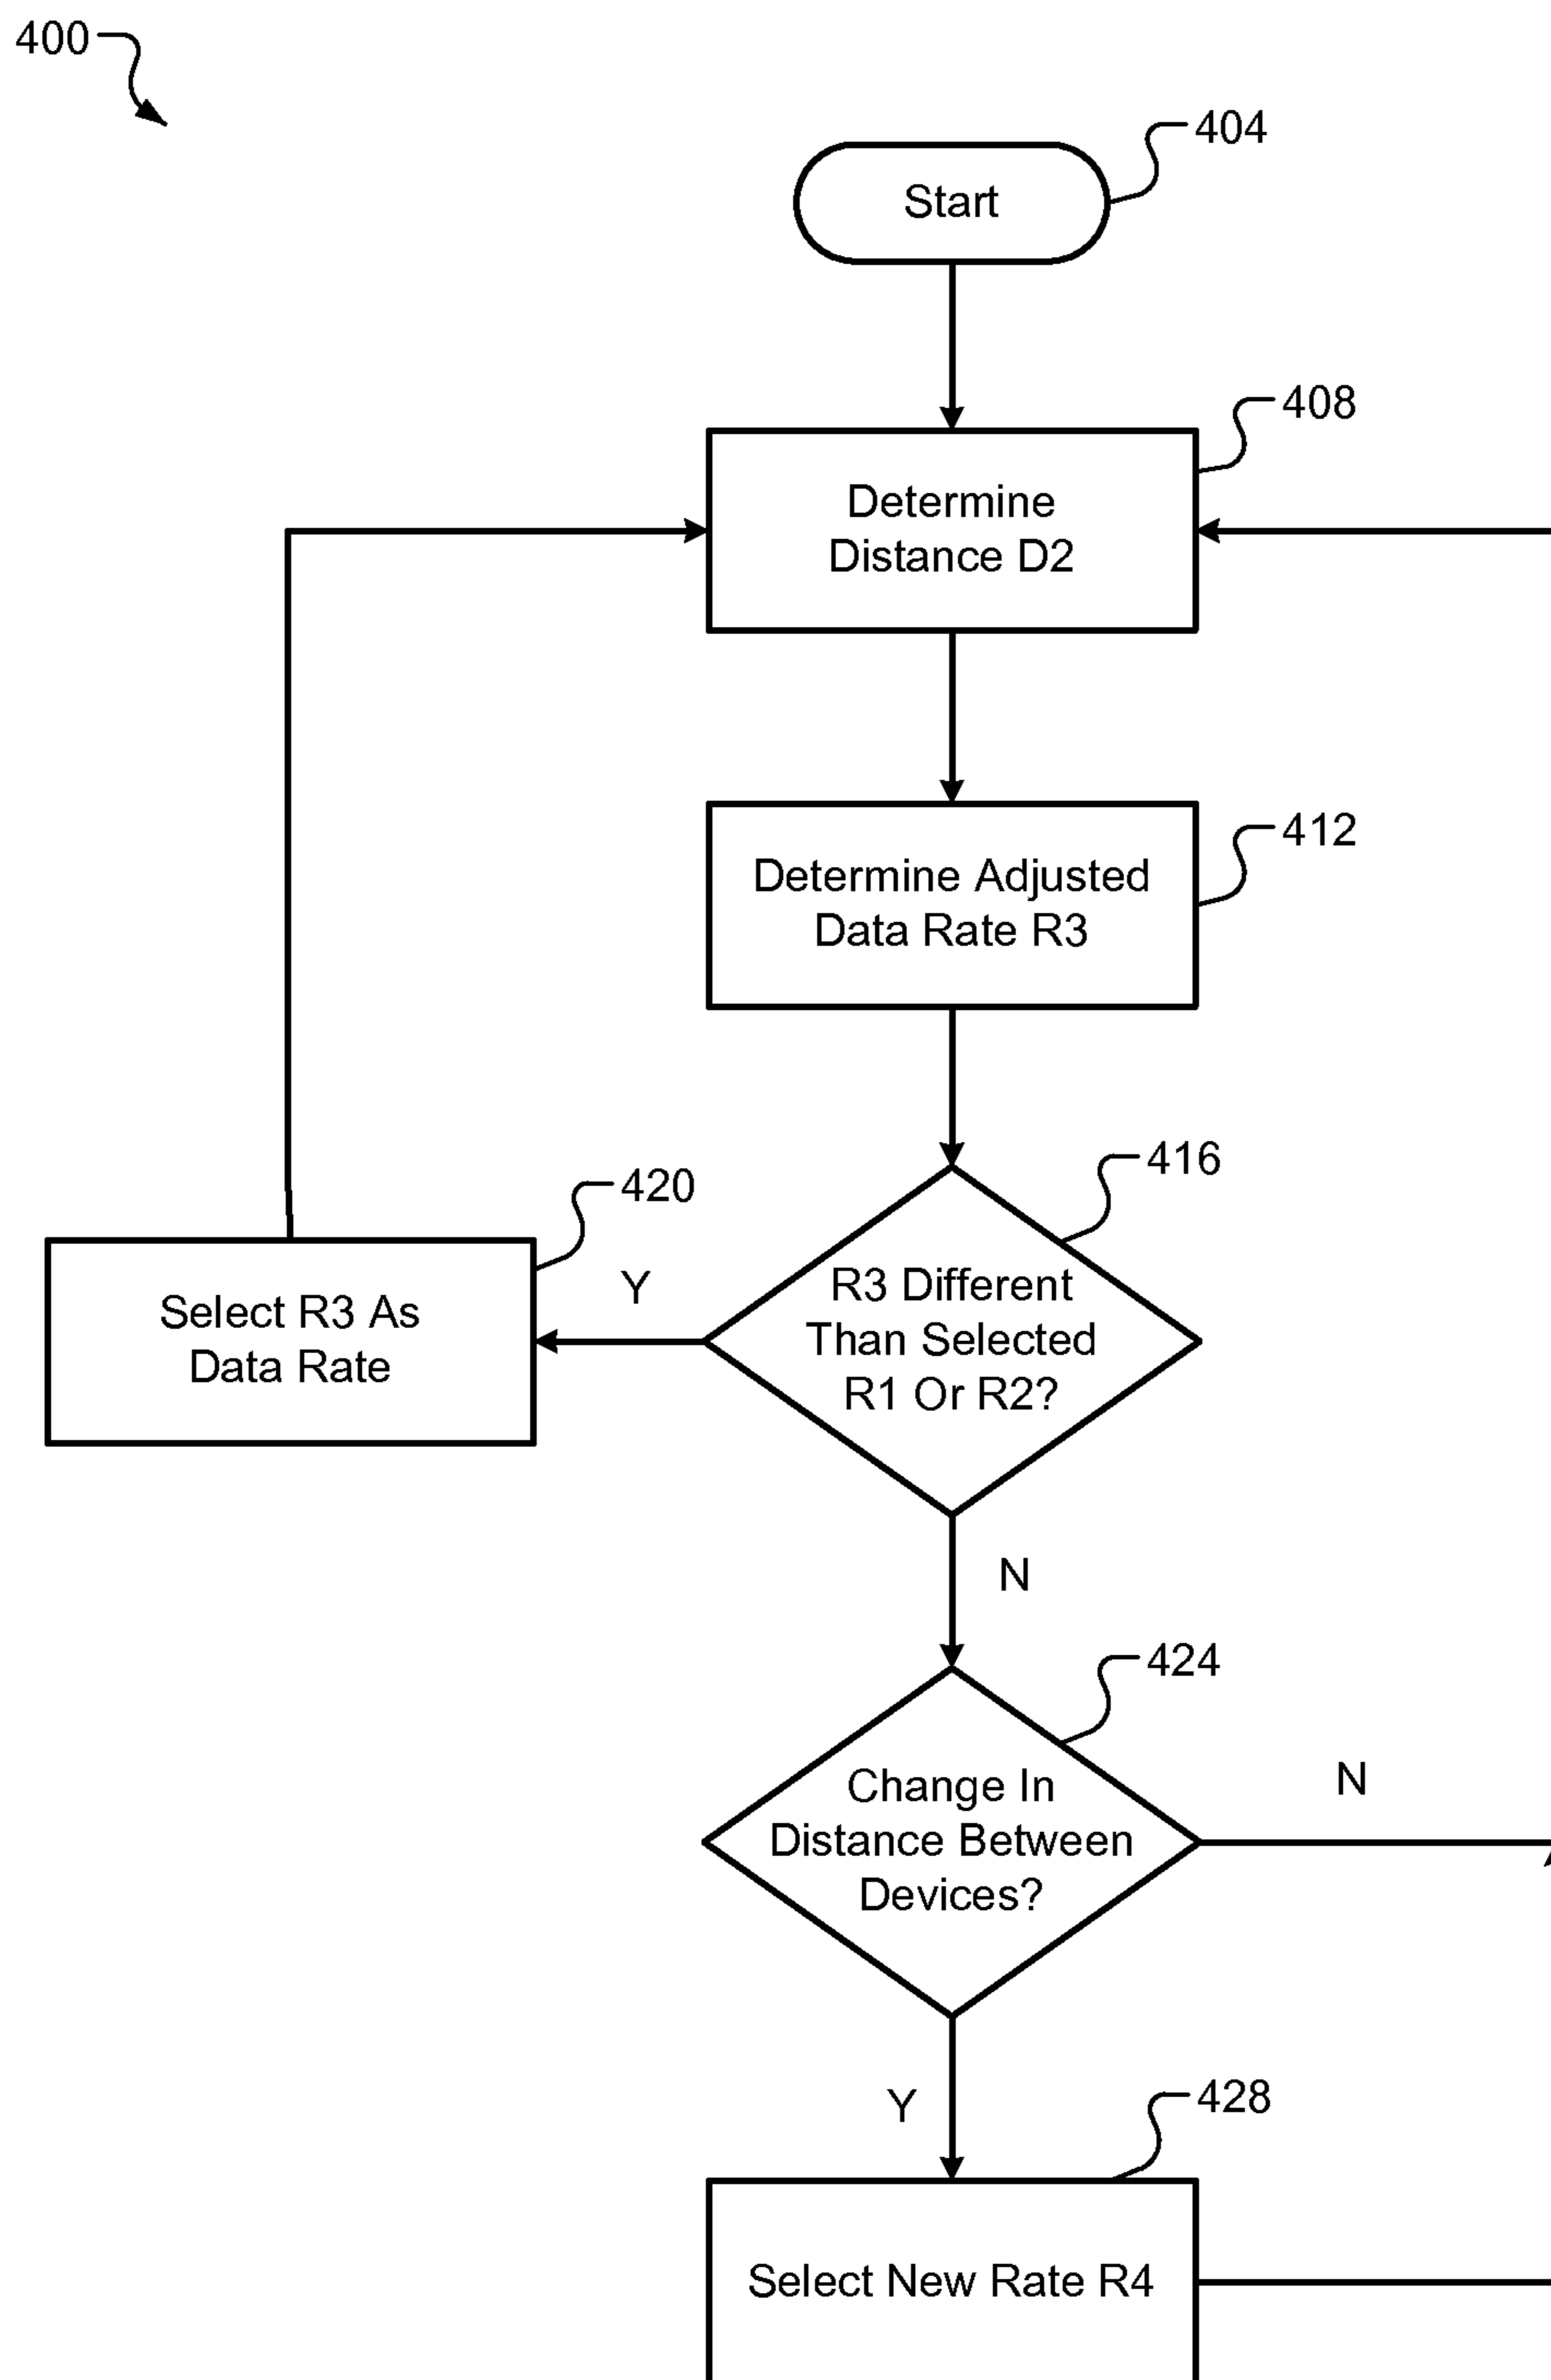 400
404
Start
408
Determine
Distance D2
412
Determine Adjusted
Data Rate R3
416
420
R3 Different
Than Selected
R1 Or R2?
Y
Select R3 As
Data Rate
N
424
Change In
Distance Between
Devices?
N
Y
428
Select New Rate R4